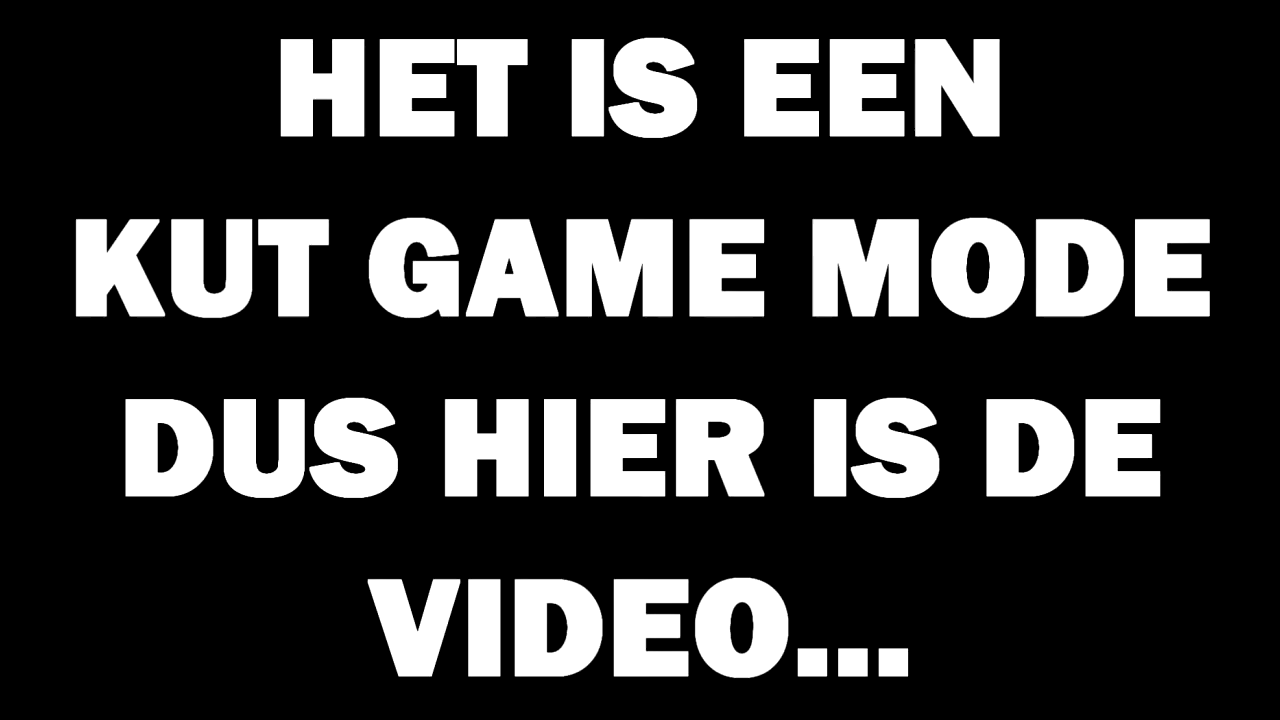 HET IS EEN
KUT GAME MODE
DUS HIER IS DE
VIDEO...